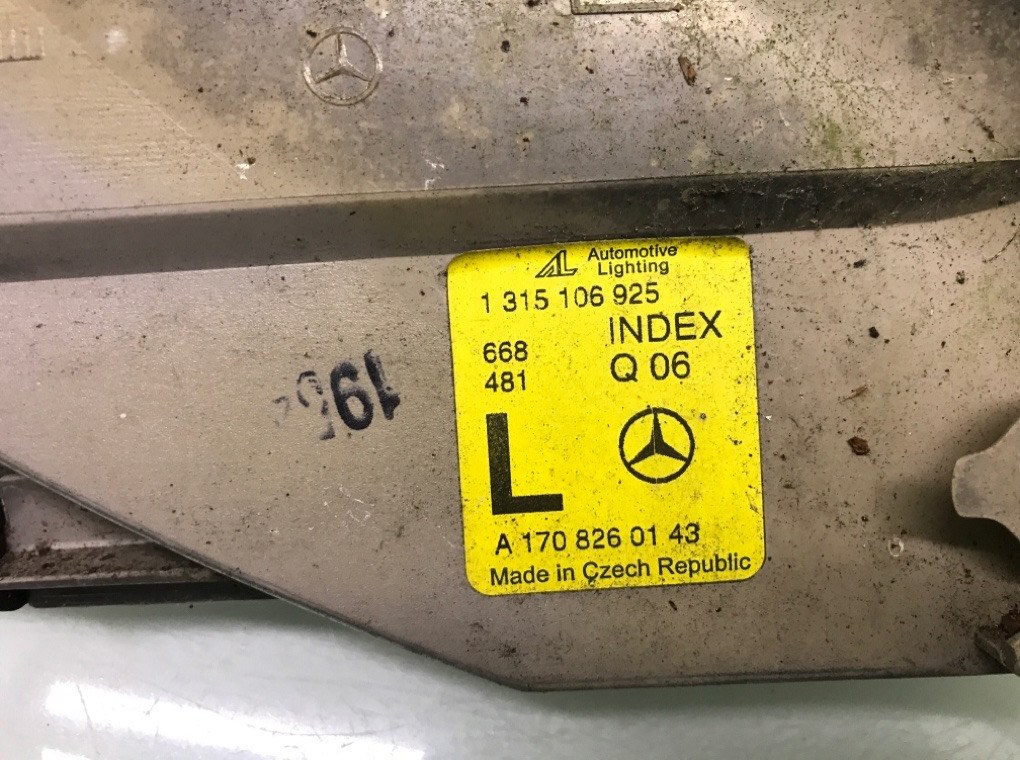 Automotive
Lighting
1 315 106 925
INDEX
668
Q 06
481
L
A 170 826 01 43
Made in Czech Republic